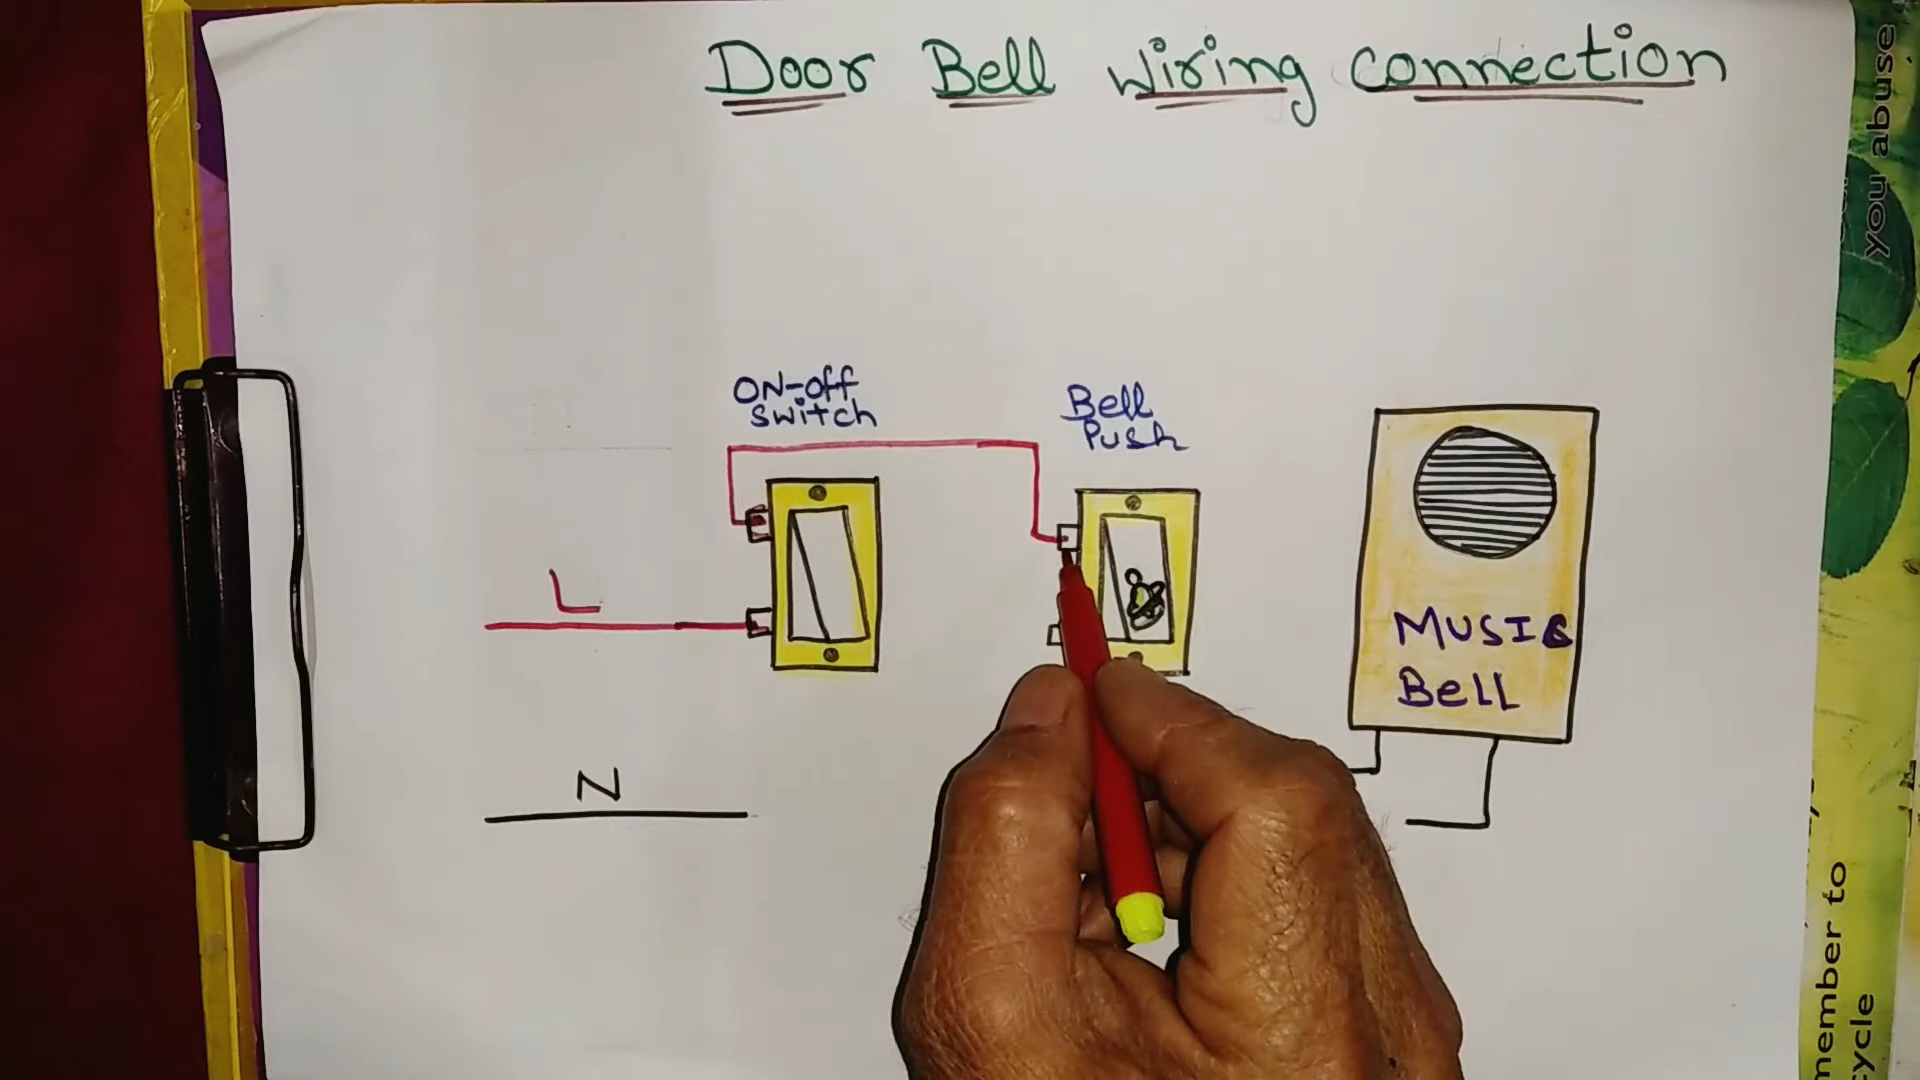 Door Bell Wiring Connection
ON-OFF
Switch
Bell
Push
L
N
MUSIC
Bell
you abuse
member to
cycle